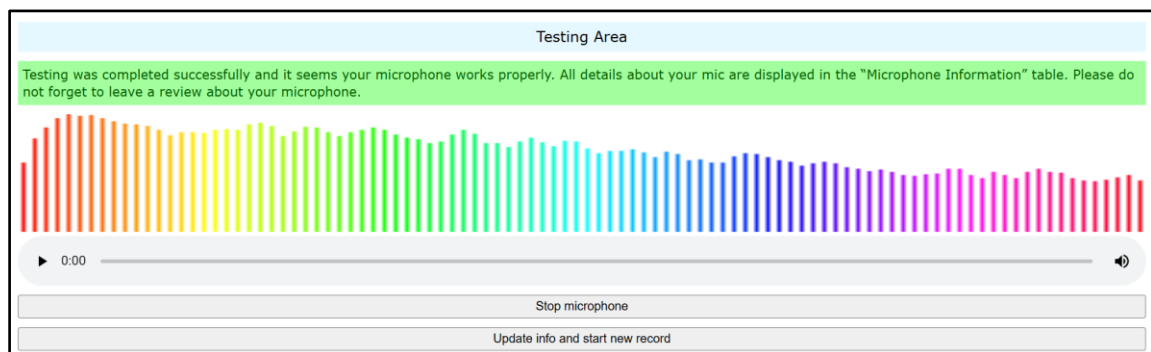 Testing Area
Testing was completed successfully and it seems your microphone works properly. All details about your mic are displayed in the “Microphone Information” table. Please do
not forget to leave a review about your microphone.
0:00
Stop microphone
Update info and start new record